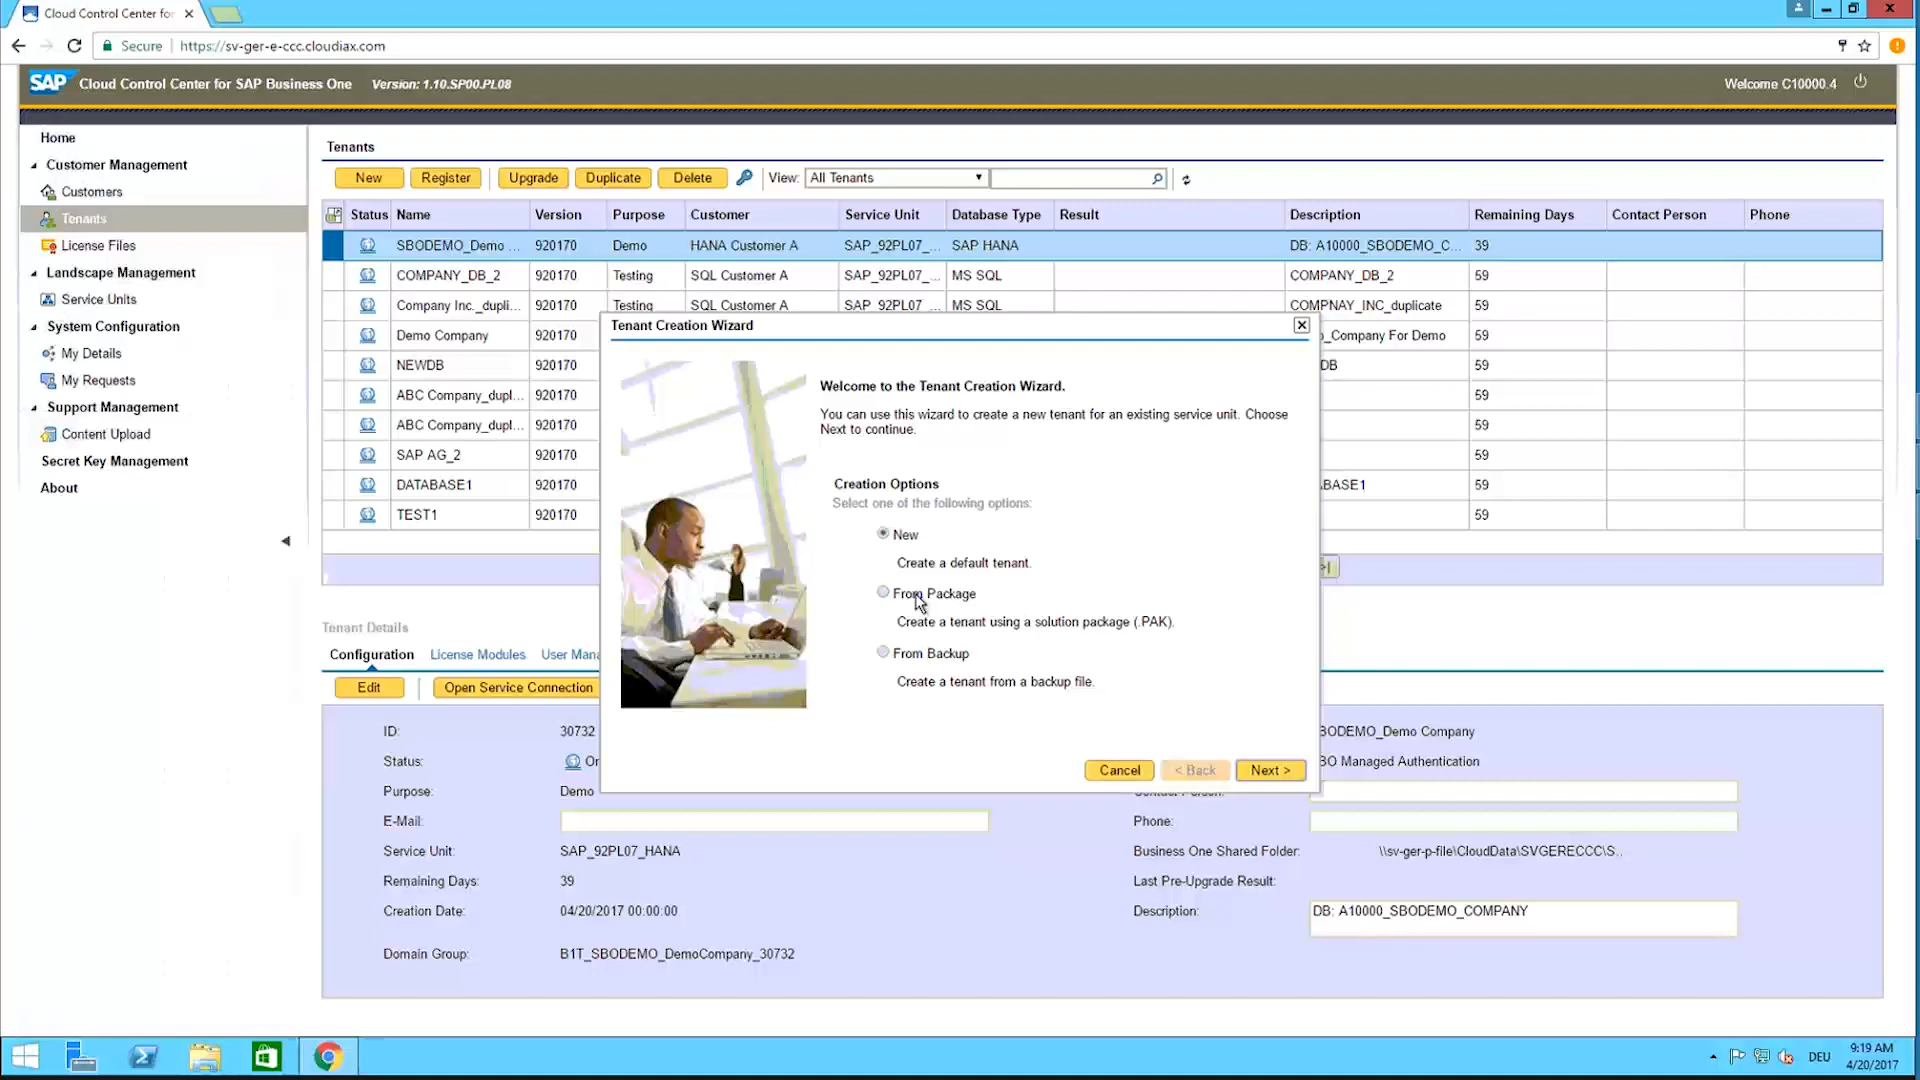 Cloud Control Center for
Secure https://sv-ger-e-ccc.cloudiax.com
SAP Cloud Control Center for SAP Business One Version: 1.10.SP00.PL08 Welcome C10000.4
Home
Customer Management
Customers
Tenants
License Files
Landscape Management
Service Units
System Configuration
My Details
My Requests
Support Management
Content Upload
Secret Key Management
About
Tenants
New Register Upgrade Duplicate Delete View: All Tenants
Status Name Version Purpose Customer Service Unit Database Type Result Description Remaining Days Contact Person Phone
SBODEMO_Demo ... 920170 Demo HANA Customer A SAP_92PL07_... SAP HANA DB: A10000_SBODEMO_C... 39
COMPANY_DB_2 920170 Testing SQL Customer A SAP_92PL07_... MS SQL COMPANY_DB_2 59
Company Inc._dupli... 920170 Testing SQL Customer A SAP_92PL07_... MS SQL COMPNAY_INC_duplicate 59
Demo Company 920170 _Company For Demo 59
NEWDB 920170 DB 59
ABC Company_dupl... 920170 59
ABC Company_dupl... 920170 59
SAP AG_2 920170 59
DATABASE1 920170 BASE1 59
TEST1 920170 59
Tenant Creation Wizard
Welcome to the Tenant Creation Wizard.
You can use this wizard to create a new tenant for an existing service unit. Choose
Next to continue.
Creation Options
Select one of the following options:
New
Create a default tenant.
From Package
Create a tenant using a solution package (.PAK).
From Backup
Create a tenant from a backup file.
Cancel < Back Next >
Tenant Details
Configuration License Modules User Mana
Edit Open Service Connection
ID: 30732 BODEMO_Demo Company
Status: On BO Managed Authentication
Purpose: Demo Contact Person:
E-Mail: Phone:
Service Unit: SAP_92PL07_HANA Business One Shared Folder: \\sv-ger-p-file\CloudData\SVGERECCC\S..
Remaining Days: 39 Last Pre-Upgrade Result:
Creation Date: 04/20/2017 00:00:00 Description: DB: A10000_SBODEMO_COMPANY
Domain Group: B1T_SBODEMO_DemoCompany_30732
DEU 9:19 AM
4/20/2017